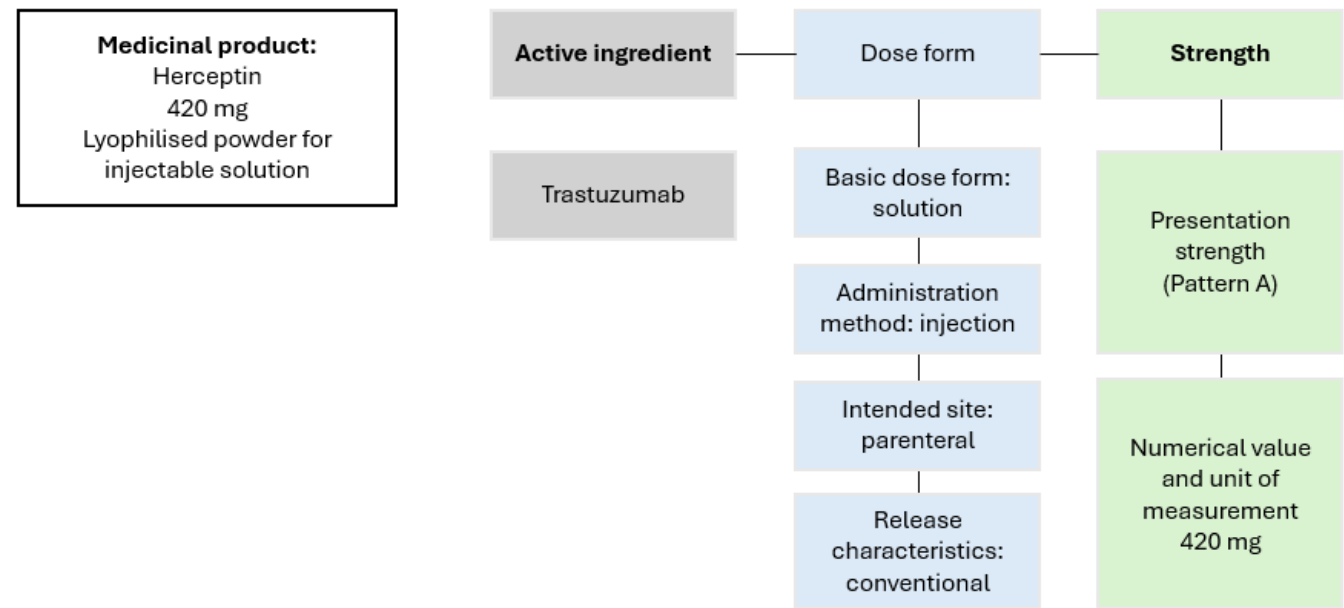 Medicinal product:
Herceptin
420 mg
Lyophilised powder for
injectable solution
Active ingredient
Trastuzumab
Dose form
Basic dose form:
solution
Administration
method: injection
Intended site:
parenteral
Release
characteristics:
conventional
Strength
Presentation
strength
(Pattern A)
Numerical value
and unit of
measurement
420 mg